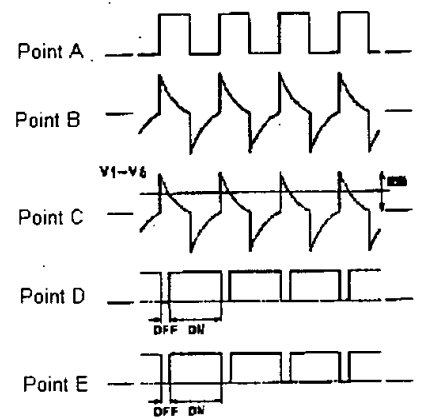 Point A
Point B
V1~V6
Point C
Point D
OFF ON
Point E
OFF ON